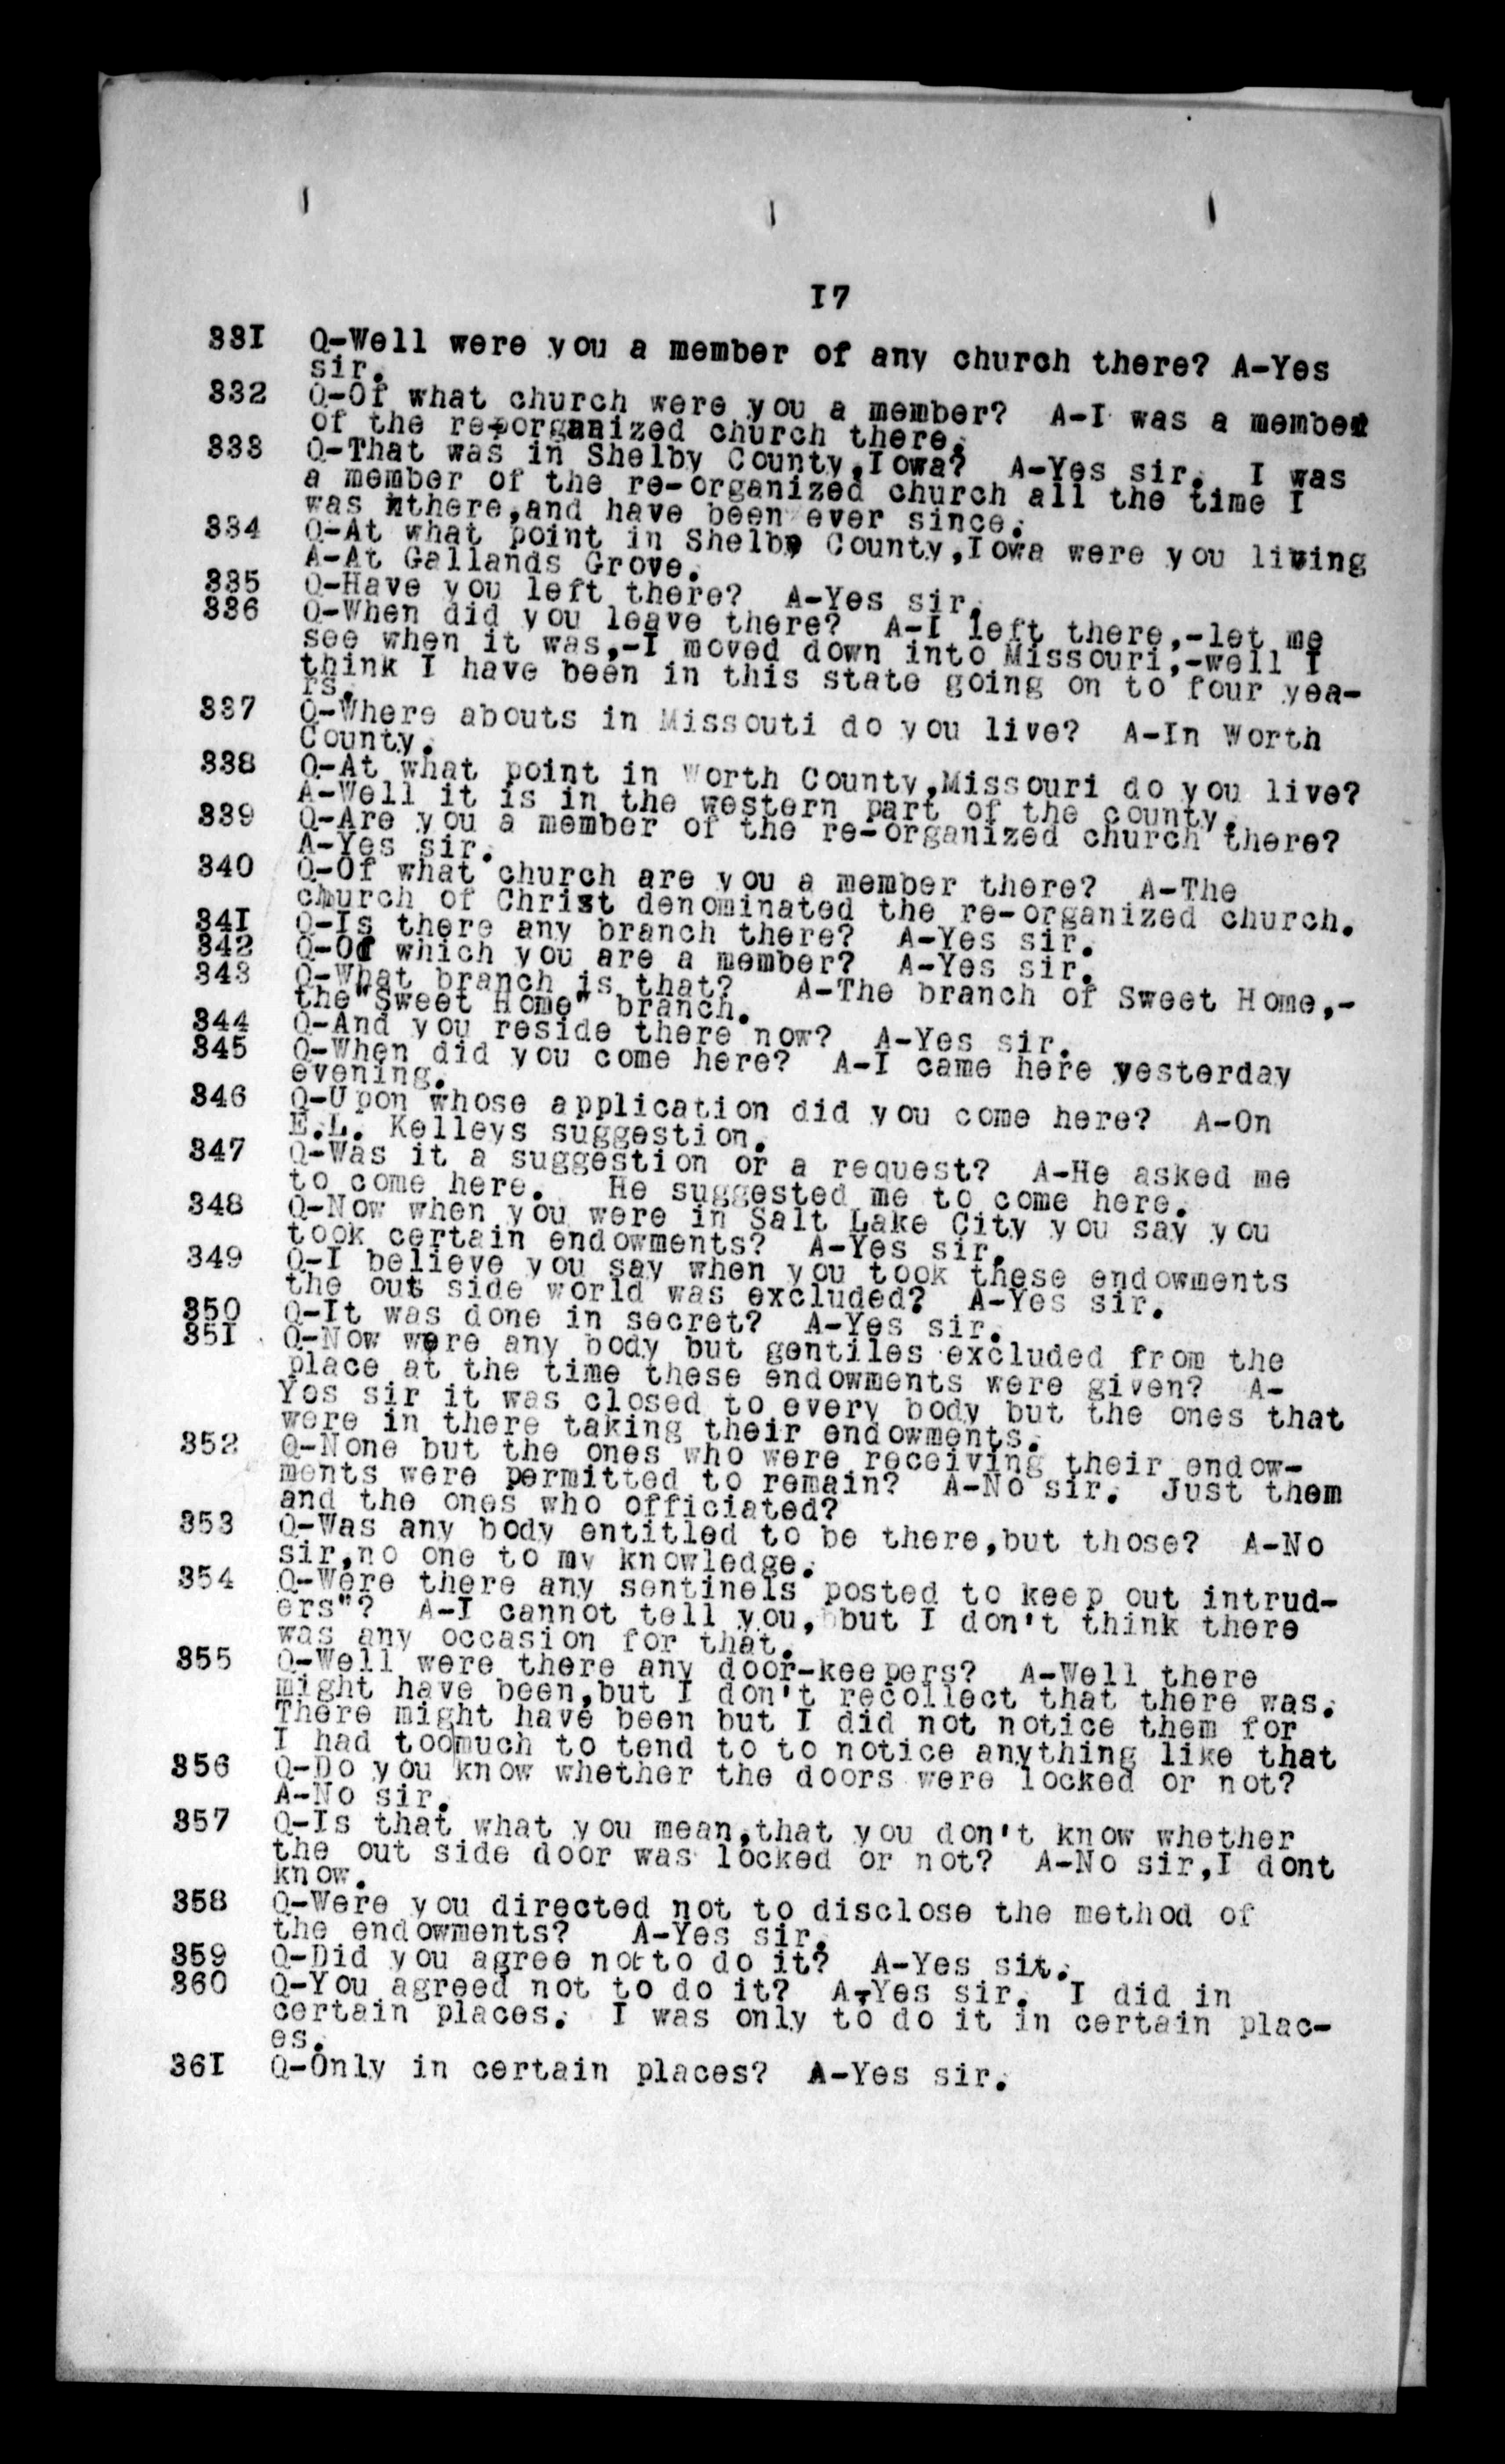 17
331 Q-Well were you a member of any church there? A-Yes
sir.
332 Q-Of what church were you a member? A-I was a member
of the re-organized church there.
333 Q-That was in Shelby County,Iowa? A-Yes sir. I was
a member of the re-organized church all the time I
was there,and have been ever since.
334 Q-At what point in Shelby County,Iowa were you living
A-At Gallands Grove.
335 Q-Have you left there? A-Yes sir.
336 Q-When did you leave there? A-I left there,-let me
see when it was,-I moved down into Missouri,-well I
think I have been in this state going on to four yea-
rs.
337 Q-Where abouts in Missouti do you live? A-In Worth
County.
338 Q-At what point in Worth County,Missouri do you live?
A-Well it is in the western part of the county.
339 Q-Are you a member of the re-organized church there?
A-Yes sir.
340 Q-Of what church are you a member there? A-The
church of Christ denominated the re-organized church.
341 Q-Is there any branch there? A-Yes sir.
342 Q-Of which you are a member? A-Yes sir.
343 Q-What branch is that? A-The branch of Sweet Home,-
the"Sweet Home" branch.
344 Q-And you reside there now? A-Yes sir.
345 Q-When did you come here? A-I came here yesterday
evening.
346 Q-Upon whose application did you come here? A-On
E.L. Kelleys suggestion.
347 Q-Was it a suggestion or a request? A-He asked me
to come here. He suggested me to come here.
348 Q-Now when you were in Salt Lake City you say you
took certain endowments? A-Yes sir.
349 Q-I believe you say when you took these endowments
the out side world was excluded? A-Yes sir.
350 Q-It was done in secret? A-Yes sir.
351 Q-Now were any body but gentiles excluded from the
place at the time these endowments were given? A-
Yes sir it was closed to every body but the ones that
were in there taking their endowments.
352 Q-None but the ones who were receiving their endow-
ments were permitted to remain? A-No sir. Just them
and the ones who officiated?
353 Q-Was any body entitled to be there,but those? A-No
sir,no one to my knowledge.
354 Q-Were there any sentinels posted to keep out intrud-
ers"? A-I cannot tell you, but I don't think there
was any occasion for that.
355 Q-Well were there any door-keepers? A-Well there
might have been,but I don't recollect that there was.
There might have been but I did not notice them for
I had toomuch to tend to to notice anything like that
356 Q-Do you know whether the doors were locked or not?
A-No sir.
357 Q-Is that what you mean,that you don't know whether
the out side door was locked or not? A-No sir,I dont
know.
358 Q-Were you directed not to disclose the method of
the endowments? A-Yes sir.
359 Q-Did you agree not to do it? A-Yes sir.
360 Q-You agreed not to do it? A-Yes sir. I did in
certain places. I was only to do it in certain plac-
es.
361 Q-Only in certain places? A-Yes sir.